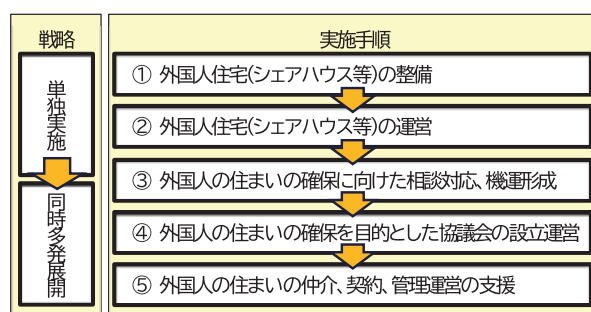 戦略
単独実施
同時多発展開
実施手順
① 外国人住宅(シェアハウス等)の整備
② 外国人住宅(シェアハウス等)の運営
③ 外国人の住まいの確保に向けた相談対応、機運形成
④ 外国人の住まいの確保を目的とした協議会の設立運営
⑤ 外国人の住まいの仲介、契約、管理運営の支援